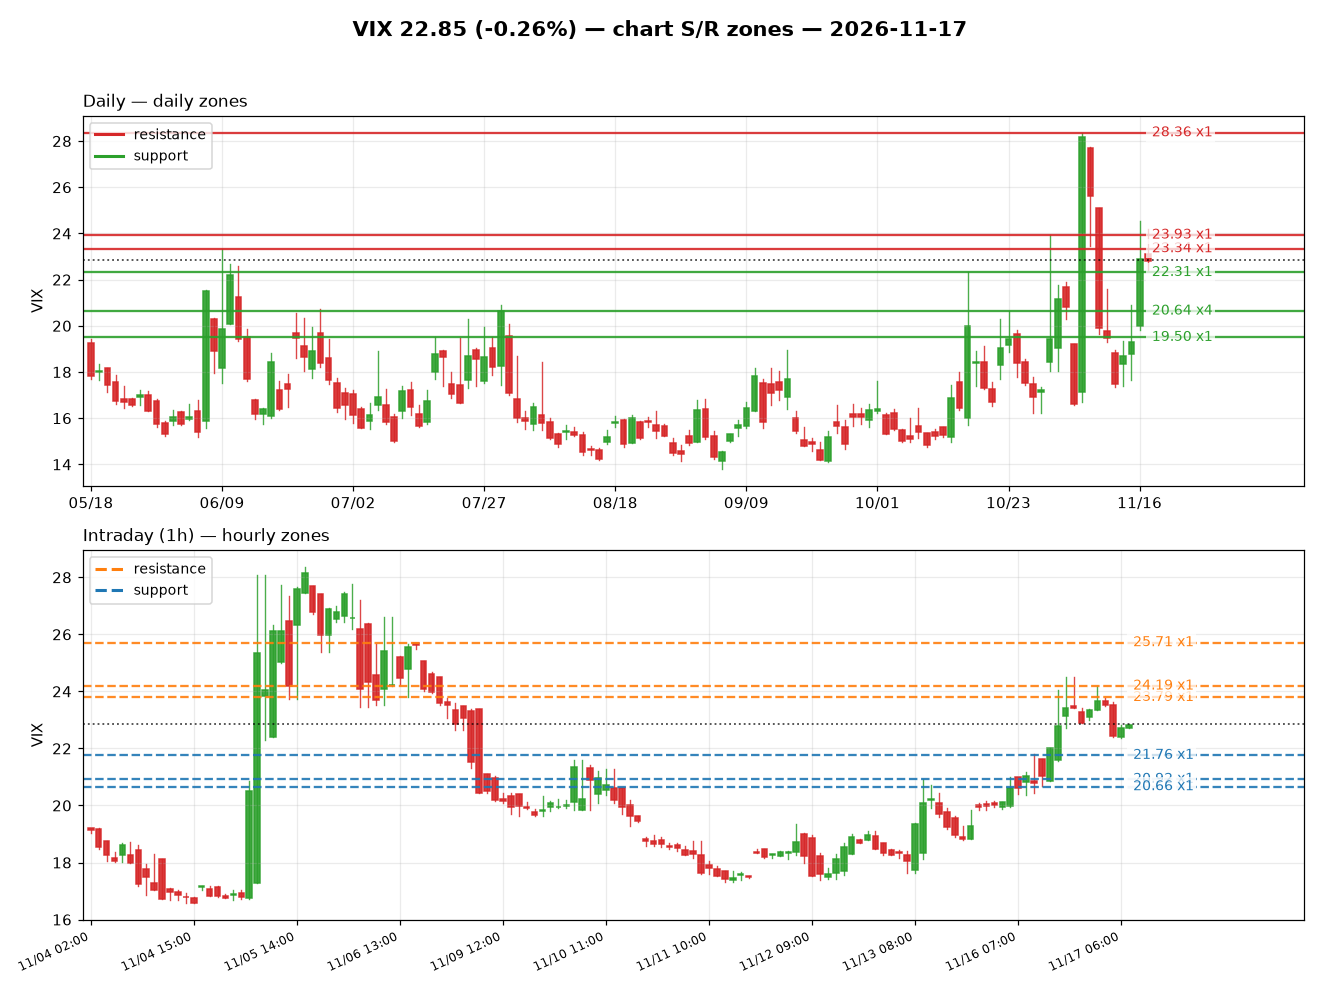 VIX 22.85 (-0.26%) — chart S/R zones — 2026-11-17
Daily — daily zones
resistance
support
28.36 x1
23.93 x1
23.34 x1
22.31 x1
20.64 x4
19.50 x1
28
26
24
22
20
18
16
14
VIX
05/18
06/09
07/02
07/27
08/18
09/09
10/01
10/23
11/16
Intraday (1h) — hourly zones
resistance
support
25.71 x1
24.19 x1
23.79 x1
21.76 x1
20.92 x1
20.66 x1
28
26
24
22
20
18
16
VIX
11/04 02:00
11/04 15:00
11/05 14:00
11/06 13:00
11/09 12:00
11/10 11:00
11/11 10:00
11/12 09:00
11/13 08:00
11/16 07:00
11/17 06:00